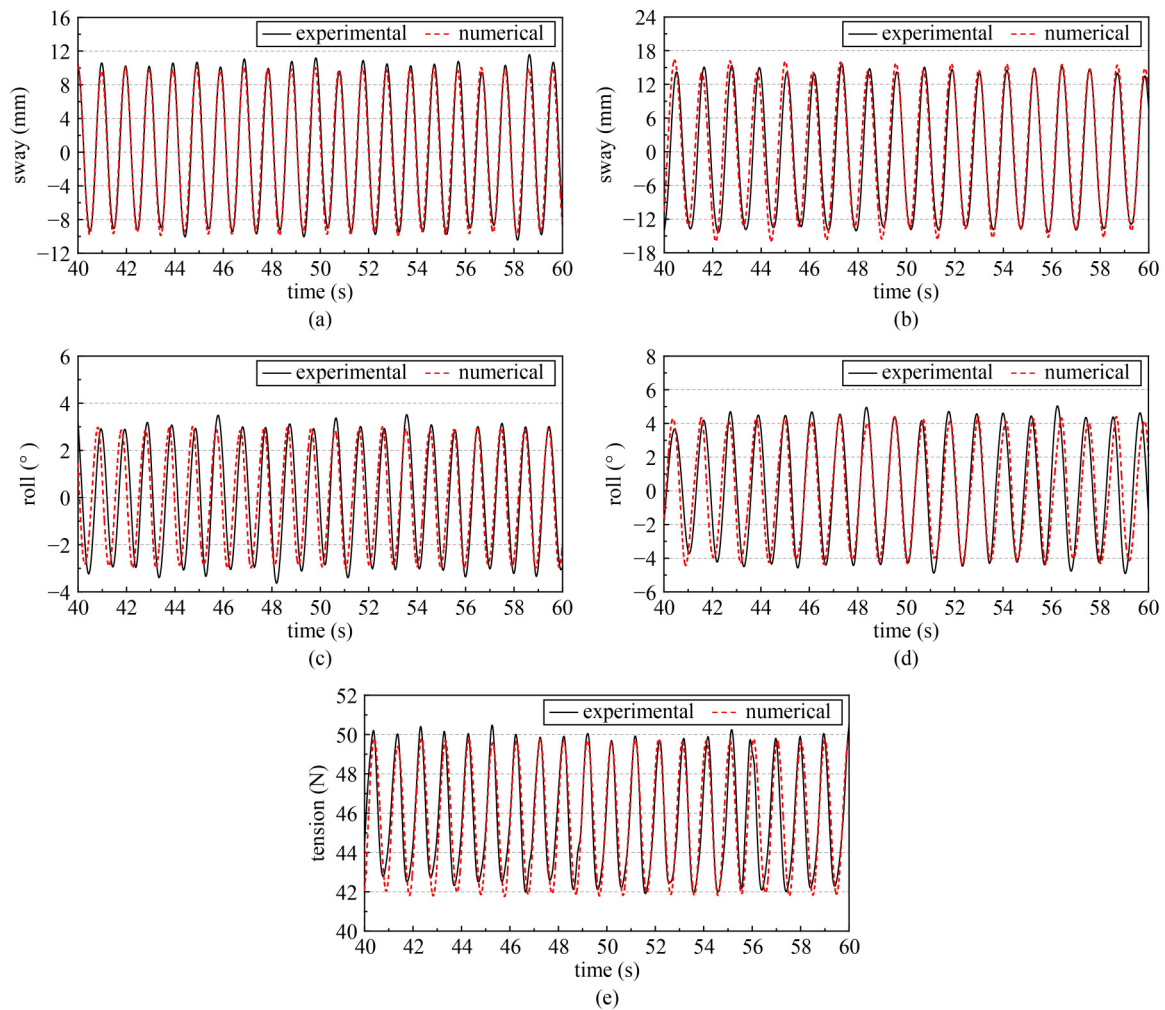 experimental numerical
sway (mm)
16
12
8
4
0
−4
−8
−12
40 42 44 46 48 50 52 54 56 58 60
time (s)
(a)
experimental numerical
sway (mm)
24
18
12
6
0
−6
−12
−18
40 42 44 46 48 50 52 54 56 58 60
time (s)
(b)
experimental numerical
roll (°)
6
4
2
0
−2
−4
40 42 44 46 48 50 52 54 56 58 60
time (s)
(c)
experimental numerical
roll (°)
8
6
4
2
0
−2
−4
−6
40 42 44 46 48 50 52 54 56 58 60
time (s)
(d)
experimental numerical
tension (N)
52
50
48
46
44
42
40
40 42 44 46 48 50 52 54 56 58 60
time (s)
(e)